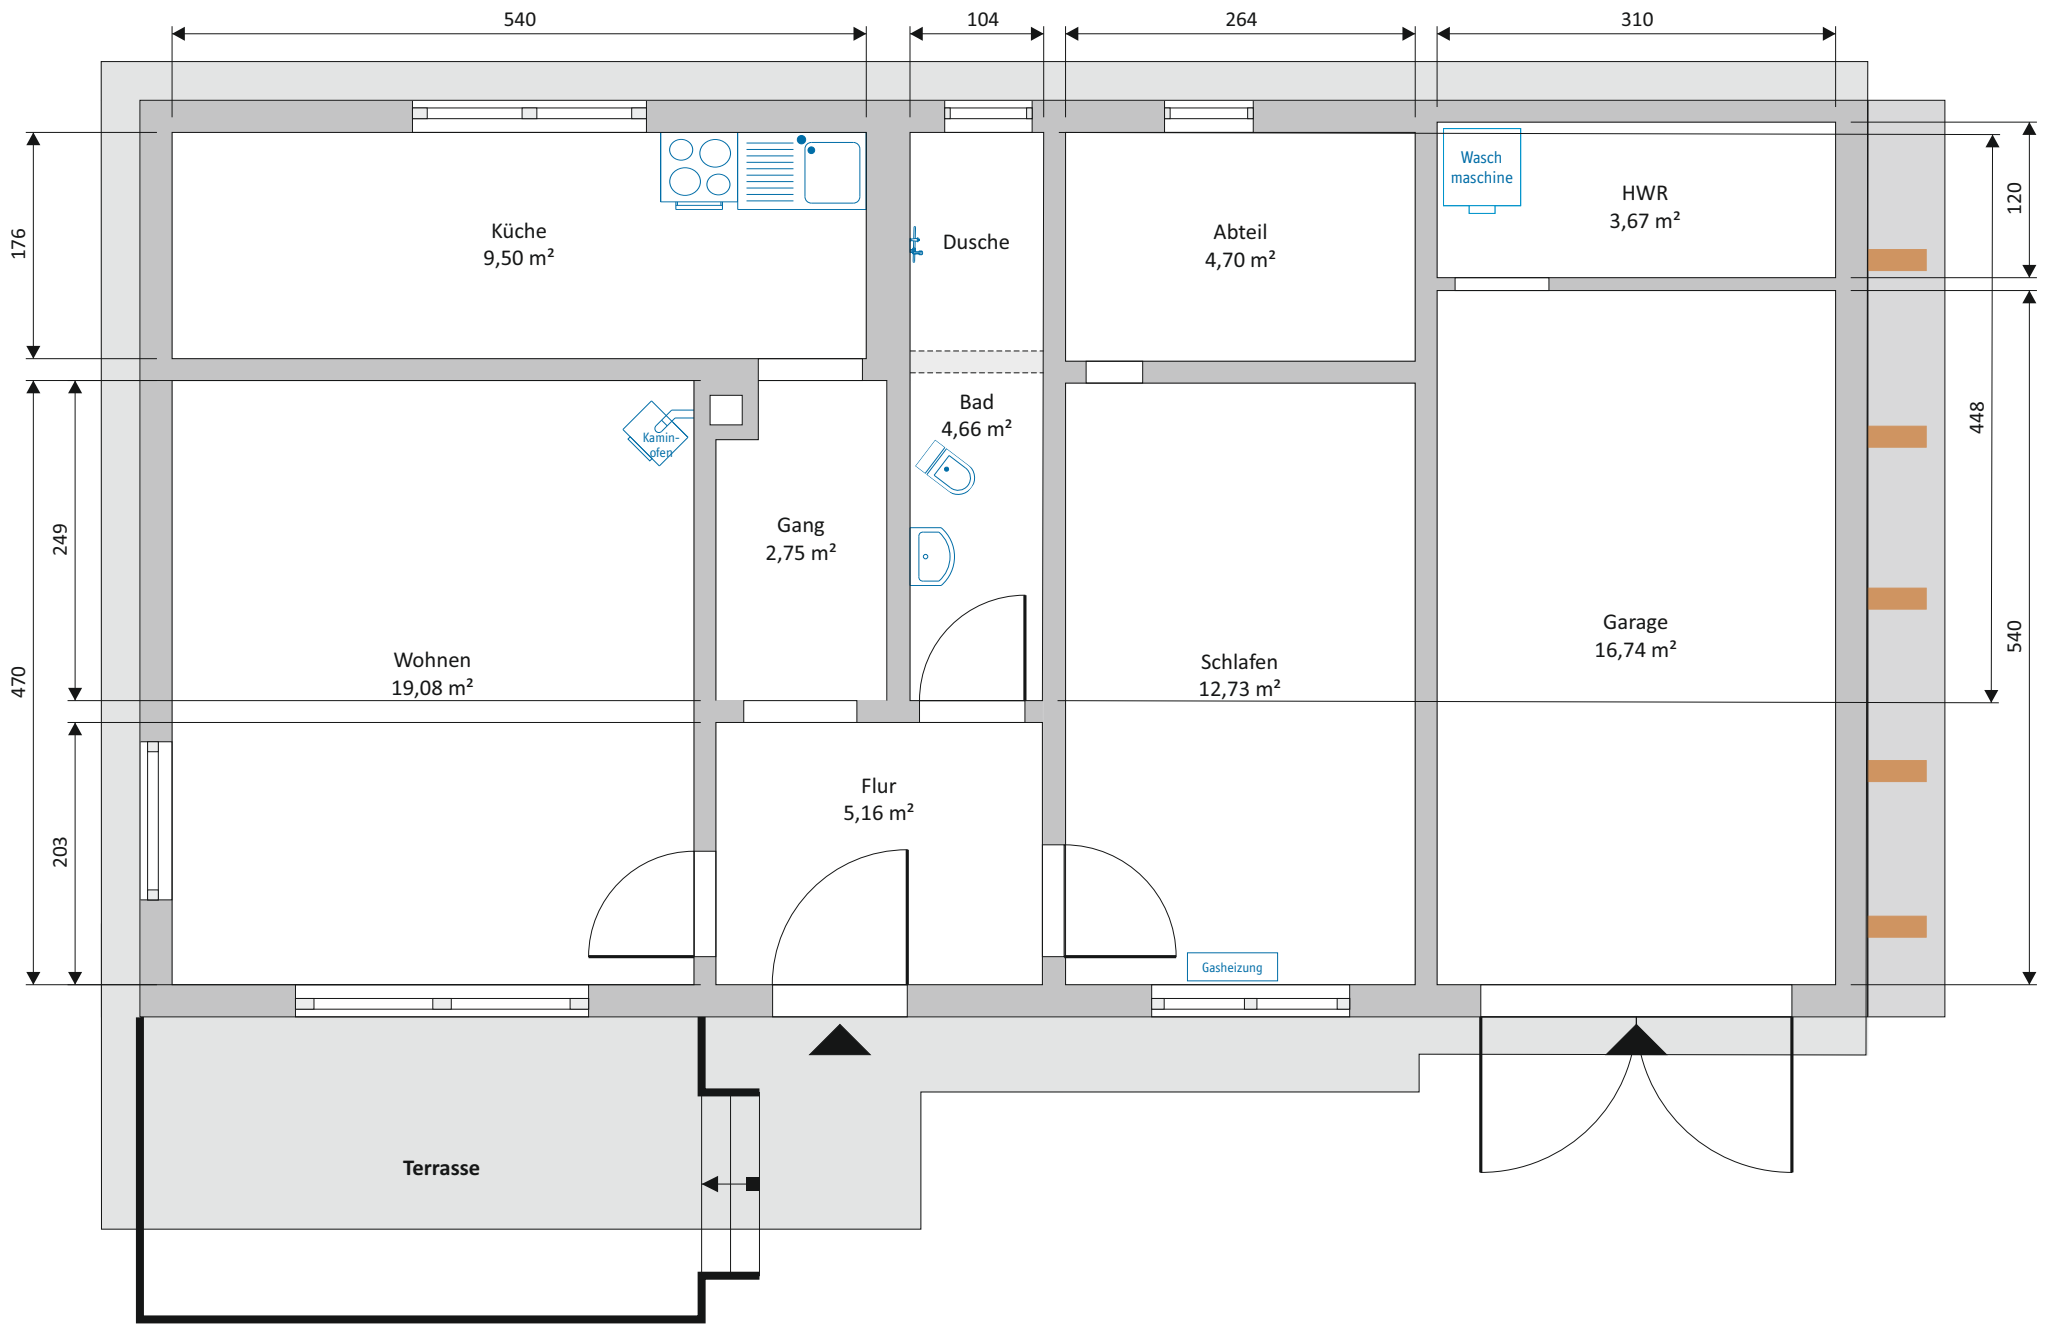 540
104
264
310
Wasch
maschine
HWR
3,67 m²
120
176
Küche
9,50 m²
Dusche
Abteil
4,70 m²
448
Kamin-
ofen
Bad
4,66 m²
249
Gang
2,75 m²
470
Wohnen
19,08 m²
Schlafen
12,73 m²
Garage
16,74 m²
540
203
Flur
5,16 m²
Gasheizung
Terrasse